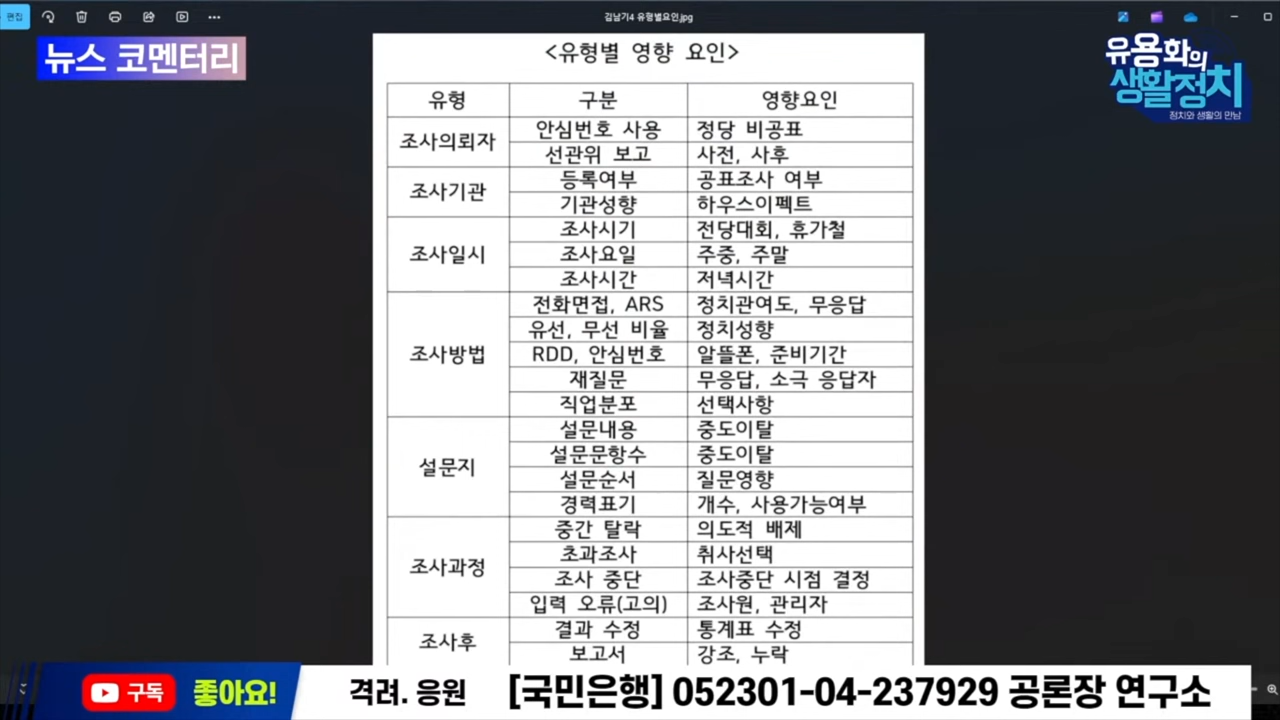 편집
김남기4 유형별요인.jpg
뉴스 코멘터리
유용화의
생활정치
정치와 생활의 만남
<유형별 영향 요인>
유형 구분 영향요인
조사의뢰자 안심번호 사용 정당 비공표
선관위 보고 사전, 사후
조사기관 등록여부 공표조사 여부
기관성향 하우스이펙트
조사일시 조사시기 전당대회, 휴가철
조사요일 주중, 주말
조사시간 저녁시간
조사방법 전화면접, ARS 정치관여도, 무응답
유선, 무선 비율 정치성향
RDD, 안심번호 알뜰폰, 준비기간
재질문 무응답, 소극 응답자
직업분포 선택사항
설문지 설문내용 중도이탈
설문문항수 중도이탈
설문순서 질문영향
경력표기 개수, 사용가능여부
조사과정 중간 탈락 의도적 배제
초과조사 취사선택
조사 중단 조사중단 시점 결정
입력 오류(고의) 조사원, 관리자
조사후 결과 수정 통계표 수정
보고서 강조, 누락
구독 좋아요! 격려. 응원 [국민은행] 052301-04-237929 공론장 연구소